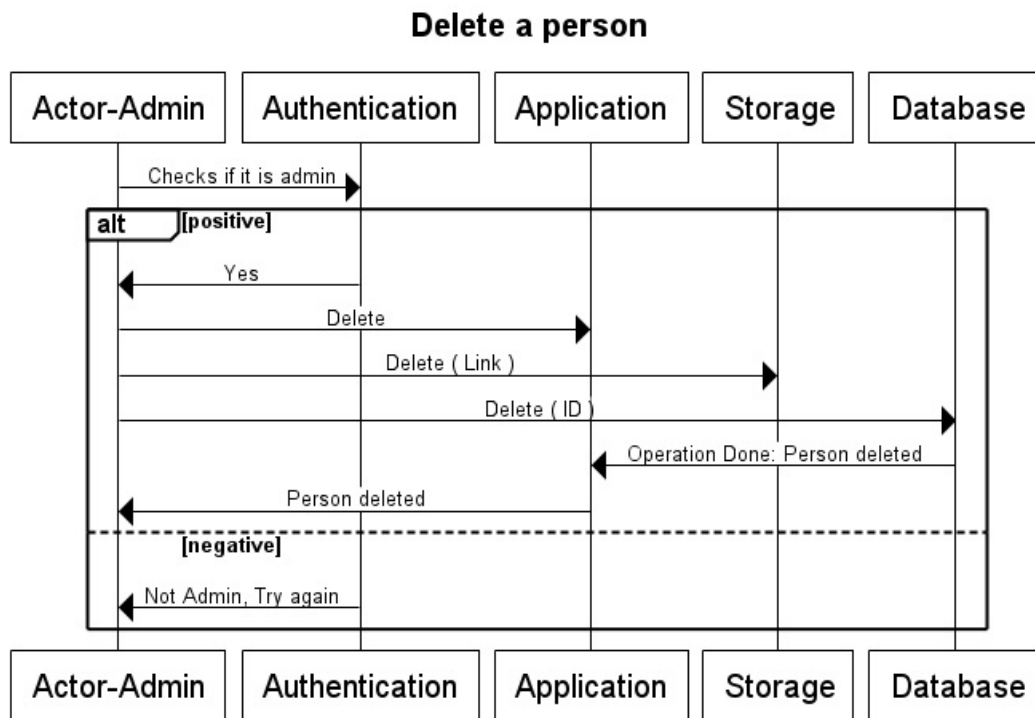 Delete a person
Actor-Admin Authentication Application Storage Database
Checks if it is admin
alt [positive]
Yes
Delete
Delete ( Link )
Delete ( ID )
Operation Done: Person deleted
Person deleted
[negative]
Not Admin, Try again
Actor-Admin Authentication Application Storage Database